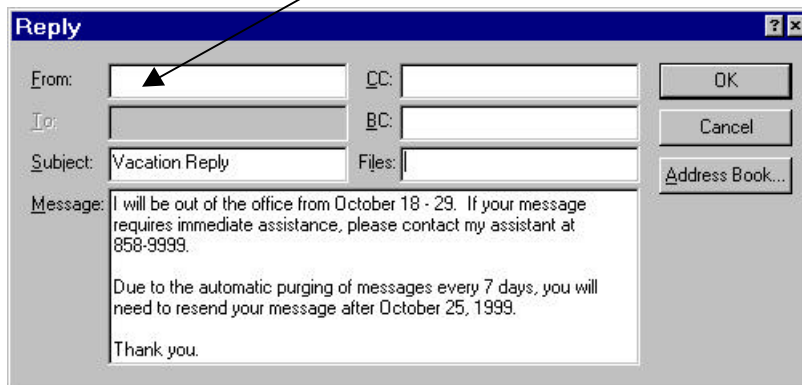 Reply
From:
CC:
OK
To:
BC:
Cancel
Subject: Vacation Reply
Files:
Address Book...
Message: I will be out of the office from October 18 - 29.  If your message
requires immediate assistance, please contact my assistant at
858-9999.
Due to the automatic purging of messages every 7 days, you will
need to resend your message after October 25, 1999.
Thank you.